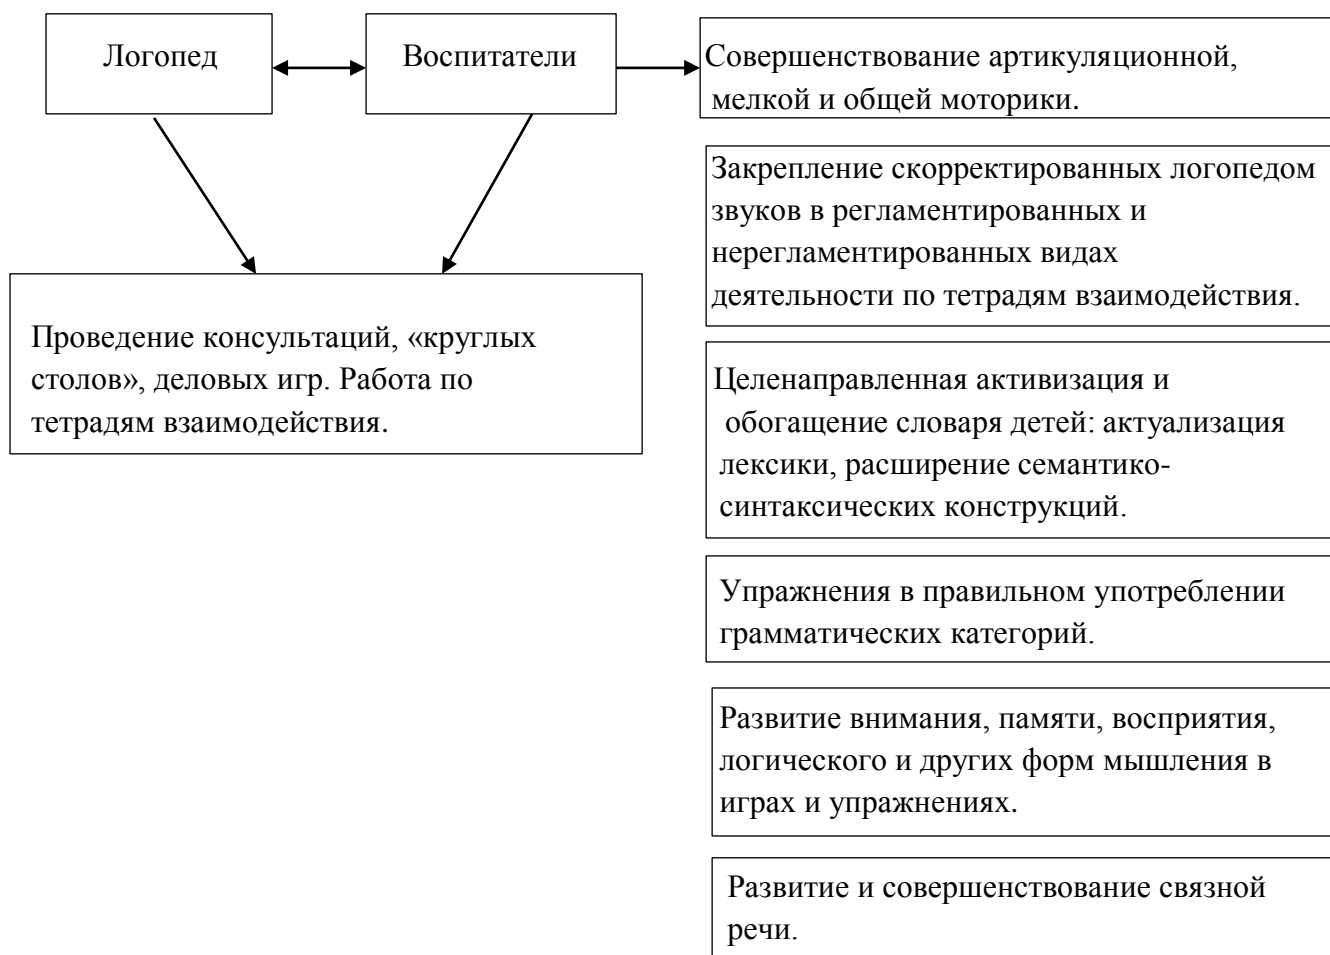 Логопед
Воспитатели
Совершенствование артикуляционной,
мелкой и общей моторики.
Закрепление скорректированных логопедом
звуков в регламентированных и
нерегламентированных видах
деятельности по тетрадям взаимодействия.
Проведение консультаций, «круглых
столов», деловых игр. Работа по
тетрадям взаимодействия.
Целенаправленная активизация и
обогащение словаря детей: актуализация
лексики, расширение семантико-
синтаксических конструкций.
Упражнения в правильном употреблении
грамматических категорий.
Развитие внимания, памяти, восприятия,
логического и других форм мышления в
играх и упражнениях.
Развитие и совершенствование связной
речи.